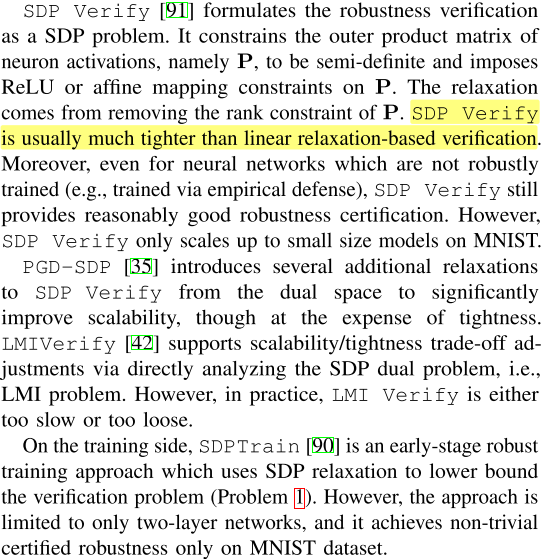 SDP Verify [91] formulates the robustness verification
as a SDP problem. It constrains the outer product matrix of
neuron activations, namely P, to be semi-definite and imposes
ReLU or affine mapping constraints on P. The relaxation
comes from removing the rank constraint of P. SDP Verify
is usually much tighter than linear relaxation-based verification.
Moreover, even for neural networks which are not robustly
trained (e.g., trained via empirical defense), SDP Verify still
provides reasonably good robustness certification. However,
SDP Verify only scales up to small size models on MNIST.
PGD-SDP [35] introduces several additional relaxations
to SDP Verify from the dual space to significantly
improve scalability, though at the expense of tightness.
LMIVerify [42] supports scalability/tightness trade-off ad-
justments via directly analyzing the SDP dual problem, i.e.,
LMI problem. However, in practice, LMI Verify is either
too slow or too loose.
On the training side, SDPTrain [90] is an early-stage robust
training approach which uses SDP relaxation to lower bound
the verification problem (Problem 1). However, the approach is
limited to only two-layer networks, and it achieves non-trivial
certified robustness only on MNIST dataset.